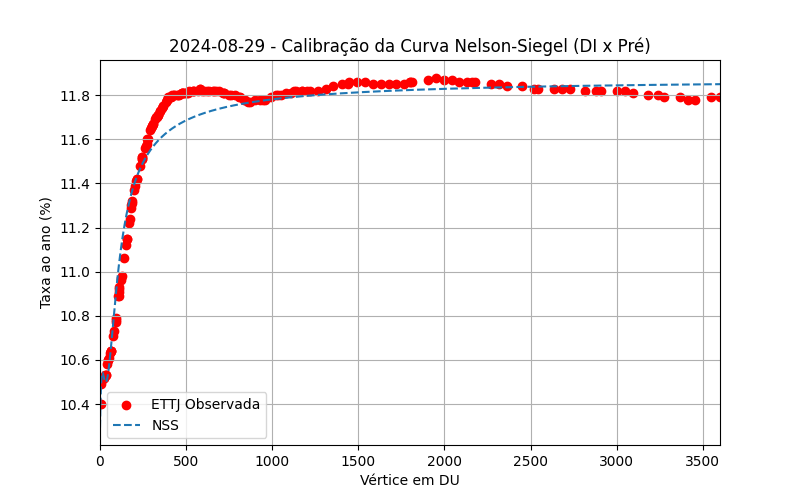 2024-08-29 - Calibração da Curva Nelson-Siegel (DI x Pré)
Taxa ao ano (%)
11.8
11.6
11.4
11.2
11.0
10.8
10.6
10.4
ETTJ Observada
NSS
0 500 1000 1500 2000 2500 3000 3500
Vértice em DU